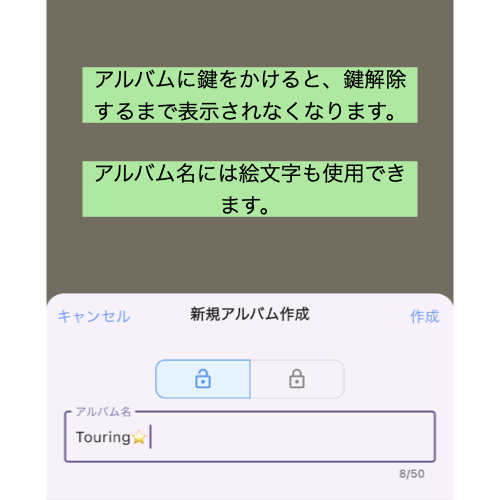 アルバムに鍵をかけると、鍵解除
するまで表示されなくなります。
アルバム名には絵文字も使用でき
ます。
キャンセル 新規アルバム作成 作成
アルバム名
Touring⭐
8/50